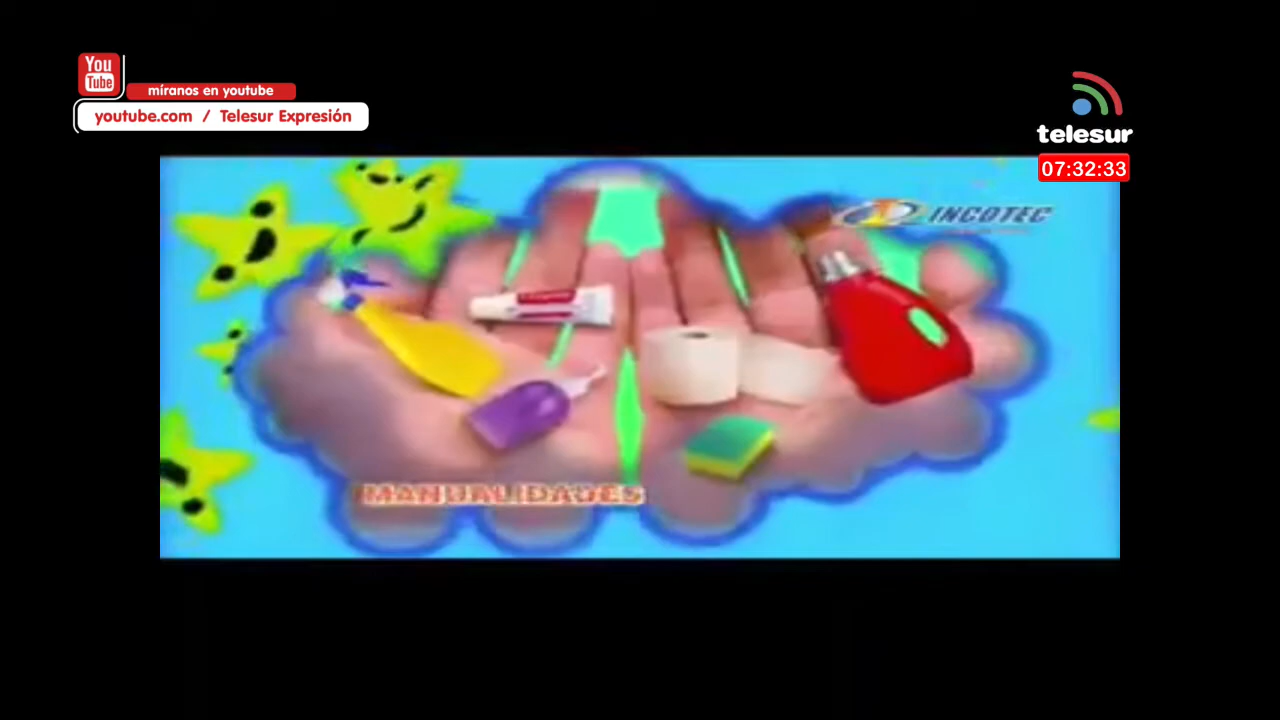 You
Tube
míranos en youtube
youtube.com / Telesur Expresión
telesur
07:32:33
INCOTEC
MANUALIDADES